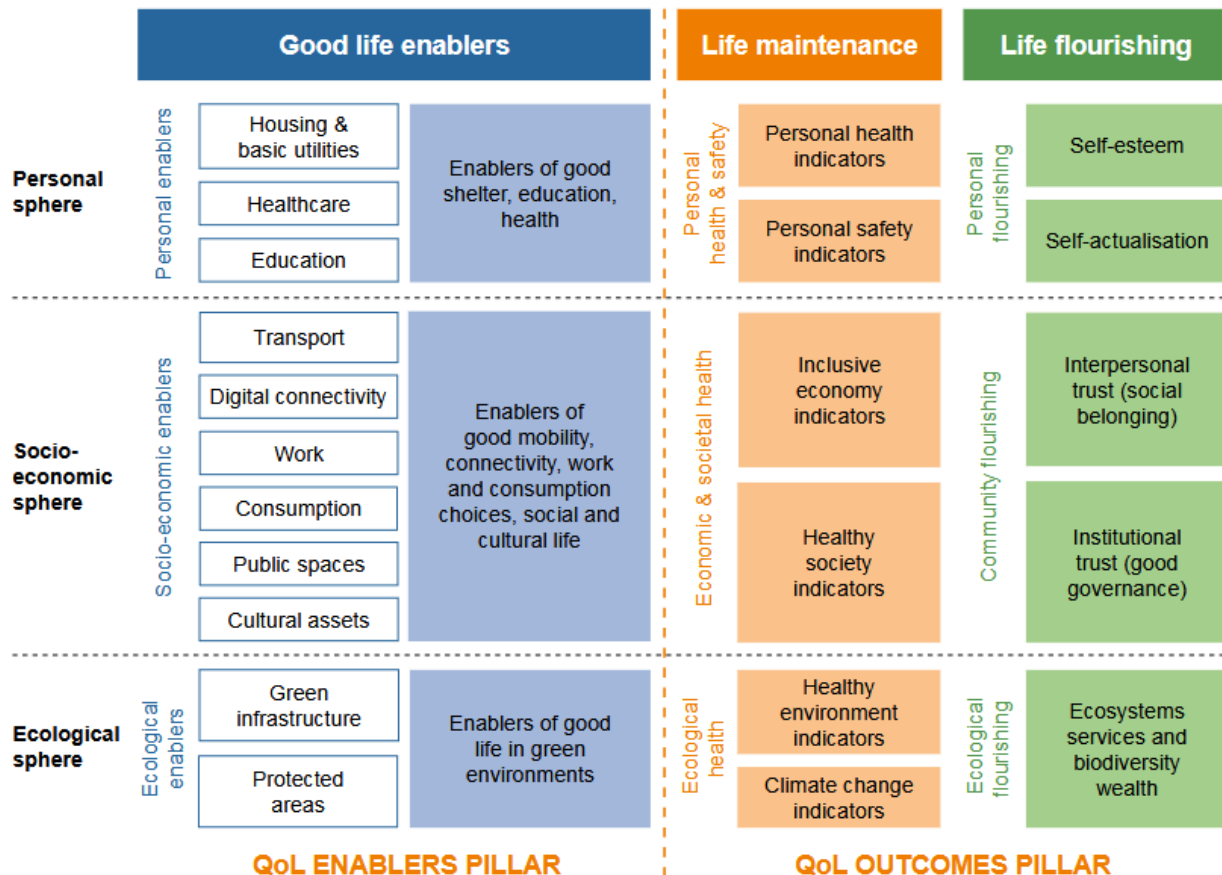 Good life enablers
Life maintenance
Life flourishing
Personal
sphere
Personal enablers
Housing &
basic utilities
Healthcare
Education
Enablers of good
shelter, education,
health
Personal
health & safety
Personal health
indicators
Personal safety
indicators
Personal
flourishing
Self-esteem
Self-actualisation
Socio-
economic
sphere
Socio-economic enablers
Transport
Digital connectivity
Work
Consumption
Public spaces
Cultural assets
Enablers of
good mobility,
connectivity, work
and consumption
choices, social and
cultural life
Economic & societal health
Inclusive
economy
indicators
Healthy
society
indicators
Community flourishing
Interpersonal
trust (social
belonging)
Institutional
trust (good
governance)
Ecological
sphere
Ecological
enablers
Green
infrastructure
Protected
areas
Enablers of good
life in green
environments
Ecological
health
Healthy
environment
indicators
Climate change
indicators
Ecological
flourishing
Ecosystems
services and
biodiversity
wealth
QoL ENABLERS PILLAR
QoL OUTCOMES PILLAR